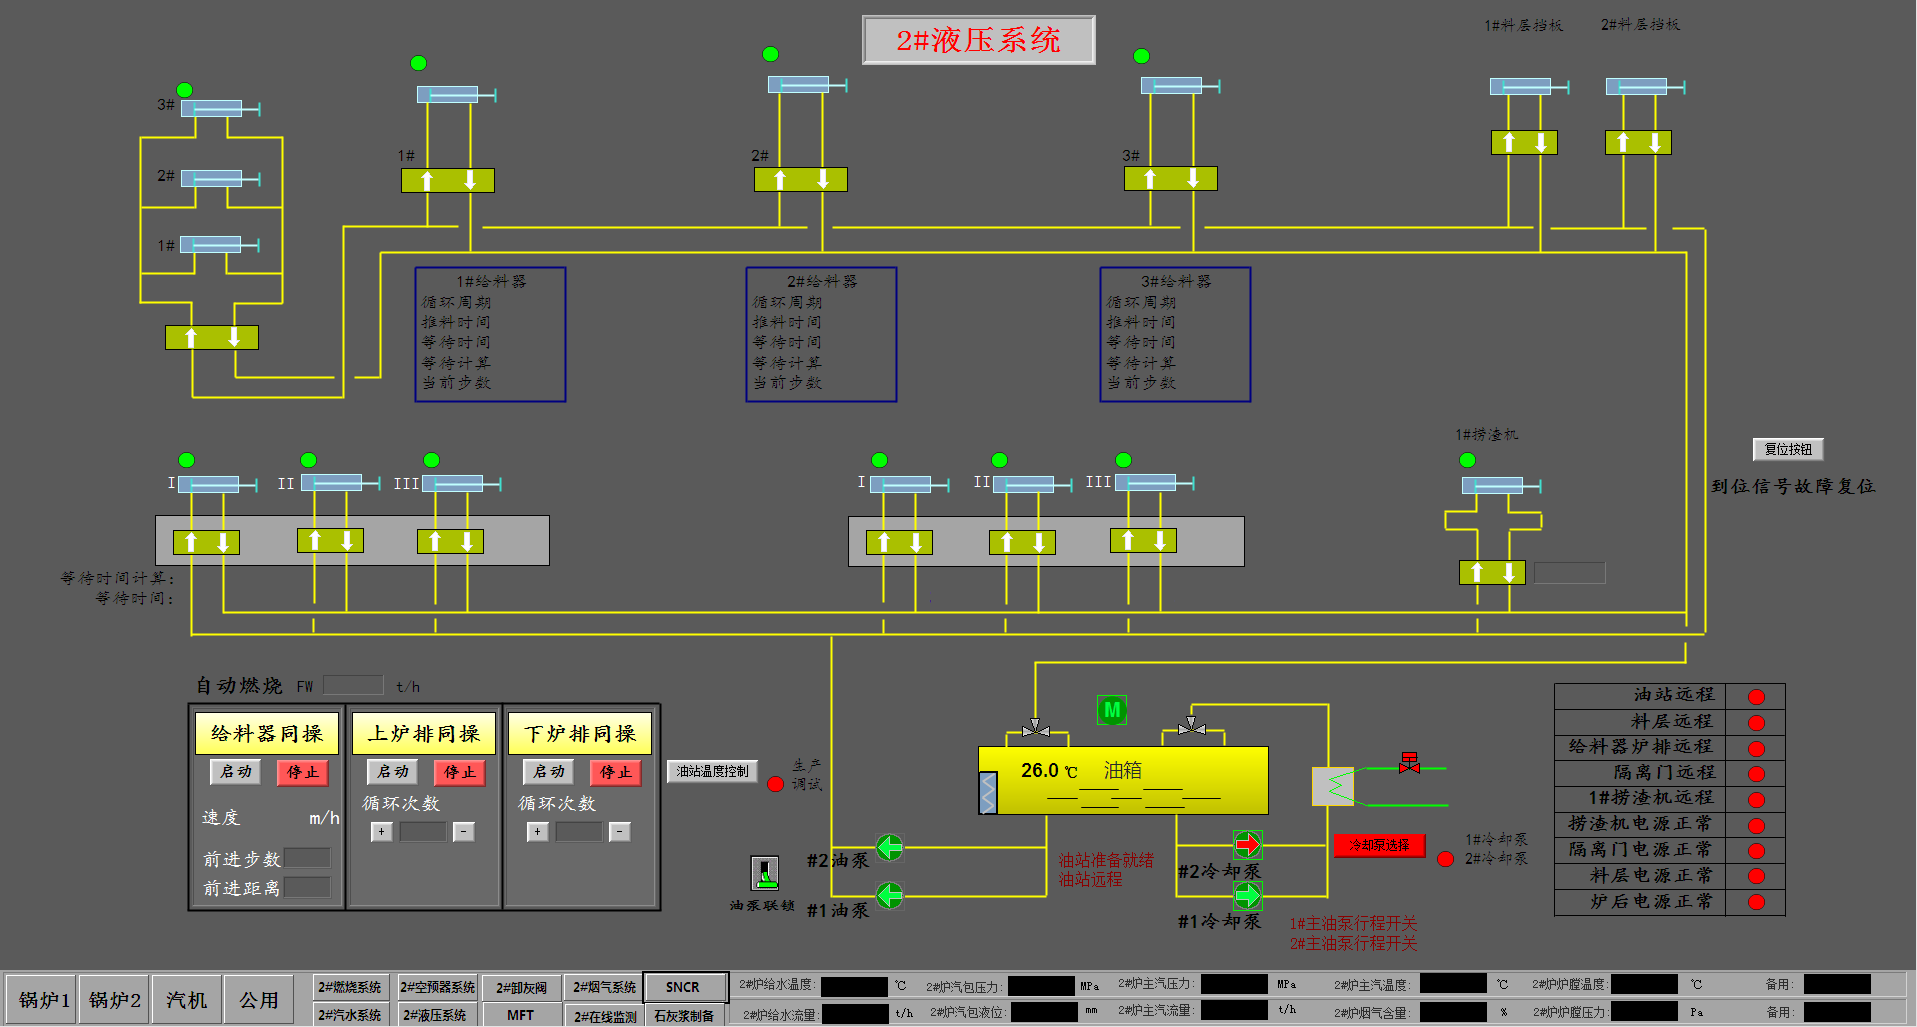 2#液压系统
1#料层挡板
2#料层挡板
3#
2#
1#
1#
2#
3#
1#给料器
循环周期
推料时间
等待时间
等待计算
当前步数
2#给料器
循环周期
推料时间
等待时间
等待计算
当前步数
3#给料器
循环周期
推料时间
等待时间
等待计算
当前步数
I
II
III
I
II
III
1#捞渣机
复位按钮
到位信号故障复位
等待时间计算:
等待时间:
自动燃烧 FW t/h
给料器同操
启动 停止
速度 m/h
前进步数
前进距离
上炉排同操
启动 停止
循环次数
+ -
下炉排同操
启动 停止
循环次数
+ -
油站温度控制
生产
调试
油泵联锁
#2油泵
#1油泵
M
26.0 ℃ 油箱
油站准备就绪
油站远程
#2冷却泵
#1冷却泵
冷却泵选择
1#冷却泵
2#冷却泵
1#主油泵行程开关
2#主油泵行程开关
油站远程
料层远程
给料器炉排远程
隔离门远程
1#捞渣机远程
捞渣机电源正常
隔离门电源正常
料层电源正常
炉后电源正常
锅炉1 锅炉2 汽机 公用
2#燃烧系统 2#空预器系统 2#卸灰阀 2#烟气系统 SNCR
2#汽水系统 2#液压系统 MFT 2#在线监测 石灰浆制备
2#炉给水温度: ℃ 2#炉汽包压力: MPa 2#炉主汽压力: MPa 2#炉主汽温度: ℃ 2#炉炉膛温度: ℃ 备用:
2#炉给水流量: t/h 2#炉汽包液位: mm 2#炉主汽流量: t/h 2#炉烟气含量: % 2#炉炉膛压力: Pa 备用: